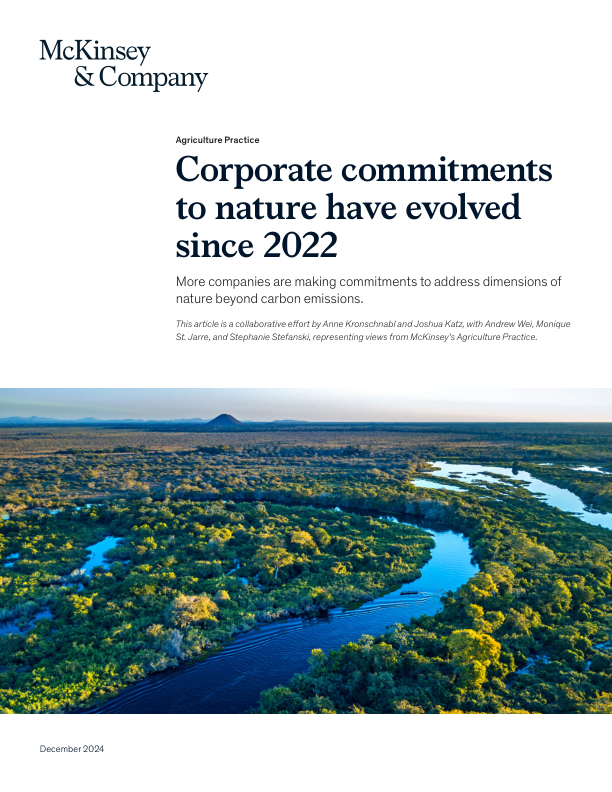 McKinsey
& Company
Agriculture Practice
Corporate commitments
to nature have evolved
since 2022
More companies are making commitments to address dimensions of
nature beyond carbon emissions.
This article is a collaborative effort by Anne Kronschnabl and Joshua Katz, with Andrew Wei, Monique
St. Jarre, and Stephanie Stefanski, representing views from McKinsey's Agriculture Practice.
December 2024